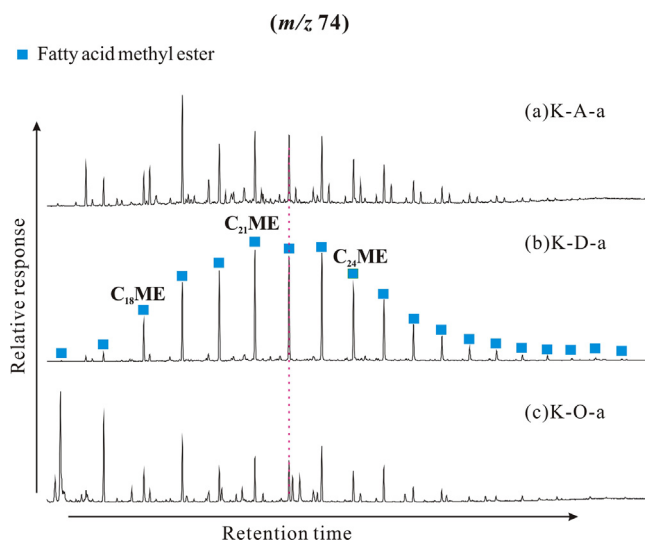 (m/z 74)
Fatty acid methyl ester
(a)K-A-a
C₂₁ME
(b)K-D-a
C₂₄ME
C₁₈ME
Relative response
(c)K-O-a
Retention time